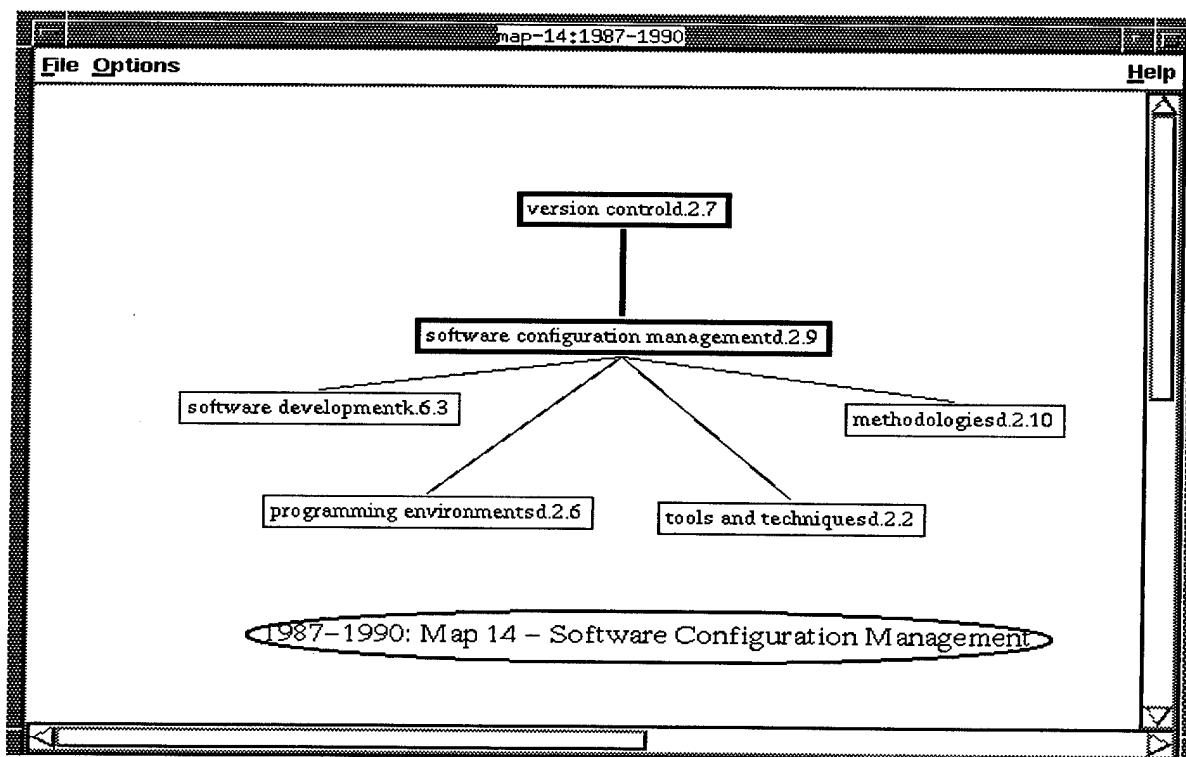 map-14:1987-1990
File Options
Help
version controld.2.7
software configuration managementd.2.9
software developmentk.6.3
methodologiesd.2.10
programming environmentsd.2.6
tools and techniquesd.2.2
1987-1990: Map 14 – Software Configuration Management